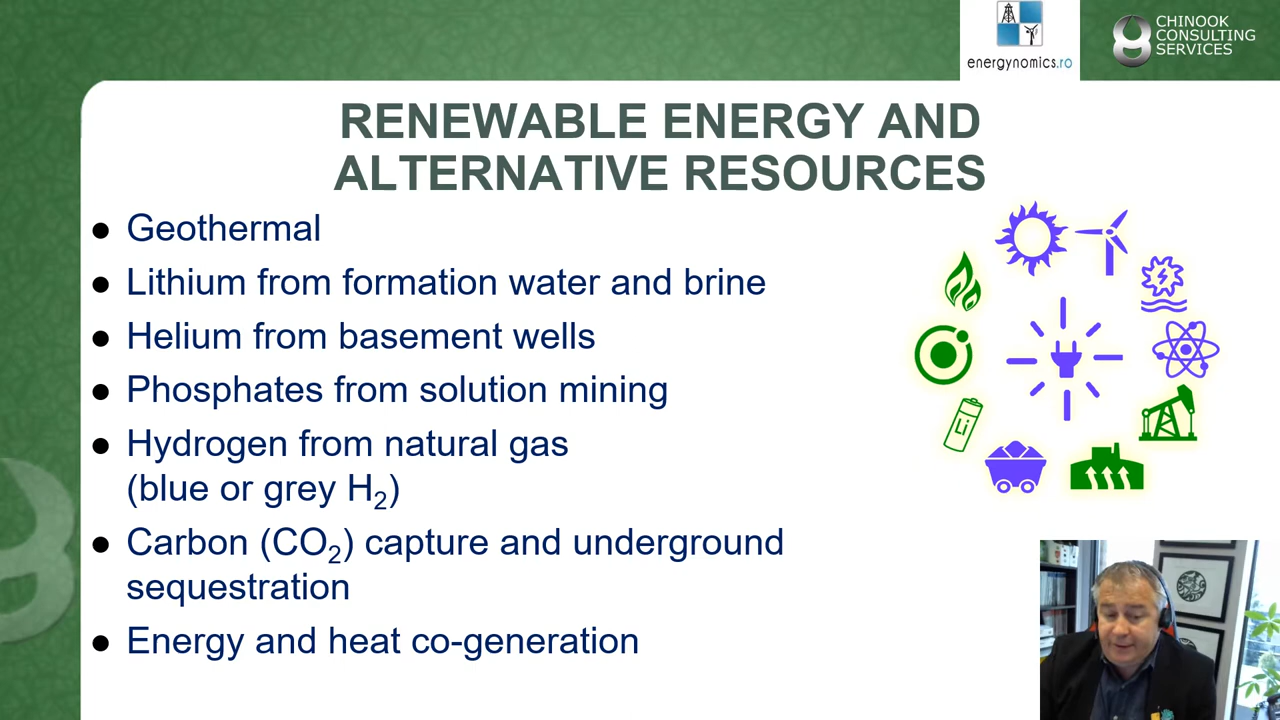 energynomics.ro
CHINOOK
CONSULTING
SERVICES
RENEWABLE ENERGY AND
ALTERNATIVE RESOURCES
● Geothermal
● Lithium from formation water and brine
● Helium from basement wells
● Phosphates from solution mining
● Hydrogen from natural gas
(blue or grey H₂)
● Carbon (CO₂) capture and underground
sequestration
● Energy and heat co-generation
Li